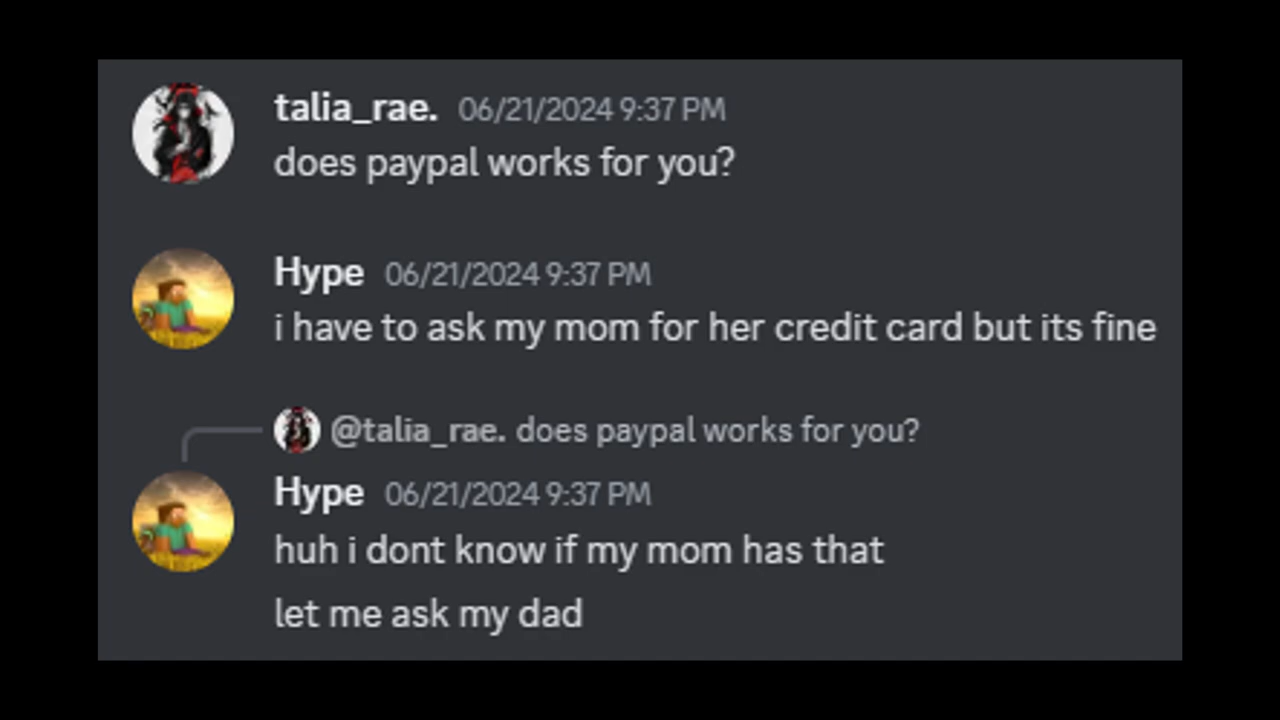 talia_rae. 06/21/2024 9:37 PM
does paypal works for you?
Hype 06/21/2024 9:37 PM
i have to ask my mom for her credit card but its fine
@talia_rae. does paypal works for you?
Hype 06/21/2024 9:37 PM
huh i dont know if my mom has that
let me ask my dad